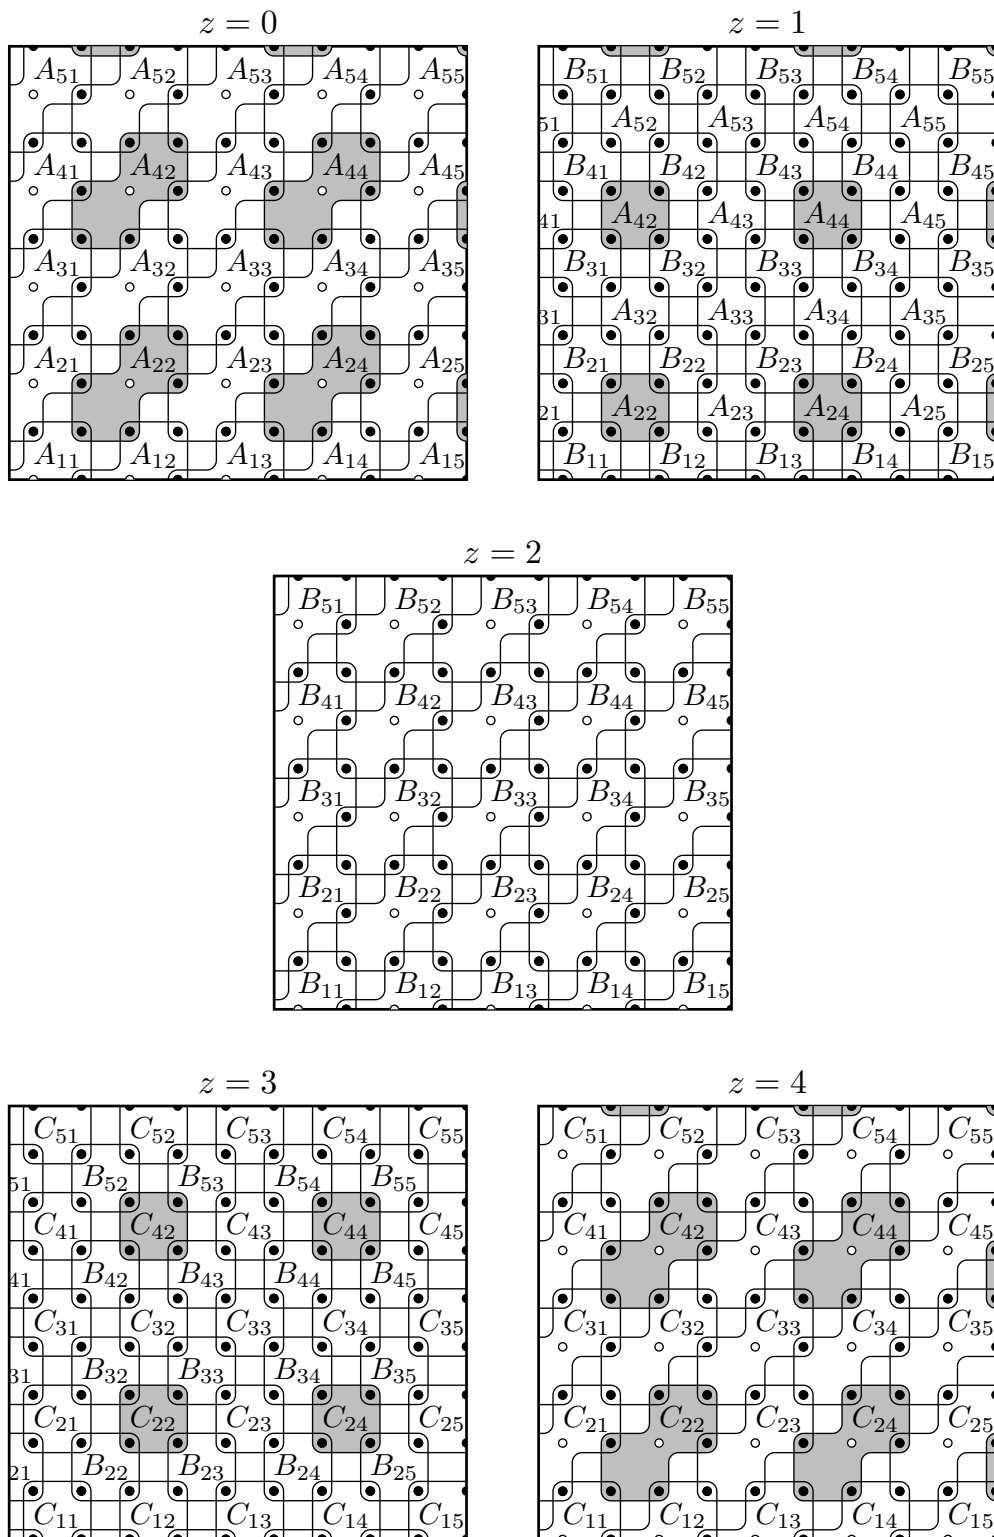 z = 0
A51 A52 A53 A54 A55
A41 A42 A43 A44 A45
A31 A32 A33 A34 A35
A21 A22 A23 A24 A25
A11 A12 A13 A14 A15
z = 1
B51 B52 B53 B54 B55
51 A52 A53 A54 A55
B41 B42 B43 B44 B45
41 A42 A43 A44 A45
B31 B32 B33 B34 B35
31 A32 A33 A34 A35
B21 B22 B23 B24 B25
21 A22 A23 A24 A25
B11 B12 B13 B14 B15
z = 2
B51 B52 B53 B54 B55
B41 B42 B43 B44 B45
B31 B32 B33 B34 B35
B21 B22 B23 B24 B25
B11 B12 B13 B14 B15
z = 3
C51 C52 C53 C54 C55
51 B52 B53 B54 B55
C41 C42 C43 C44 C45
41 B42 B43 B44 B45
C31 C32 C33 C34 C35
31 B32 B33 B34 B35
C21 C22 C23 C24 C25
21 B22 B23 B24 B25
C11 C12 C13 C14 C15
z = 4
C51 C52 C53 C54 C55
C41 C42 C43 C44 C45
C31 C32 C33 C34 C35
C21 C22 C23 C24 C25
C11 C12 C13 C14 C15